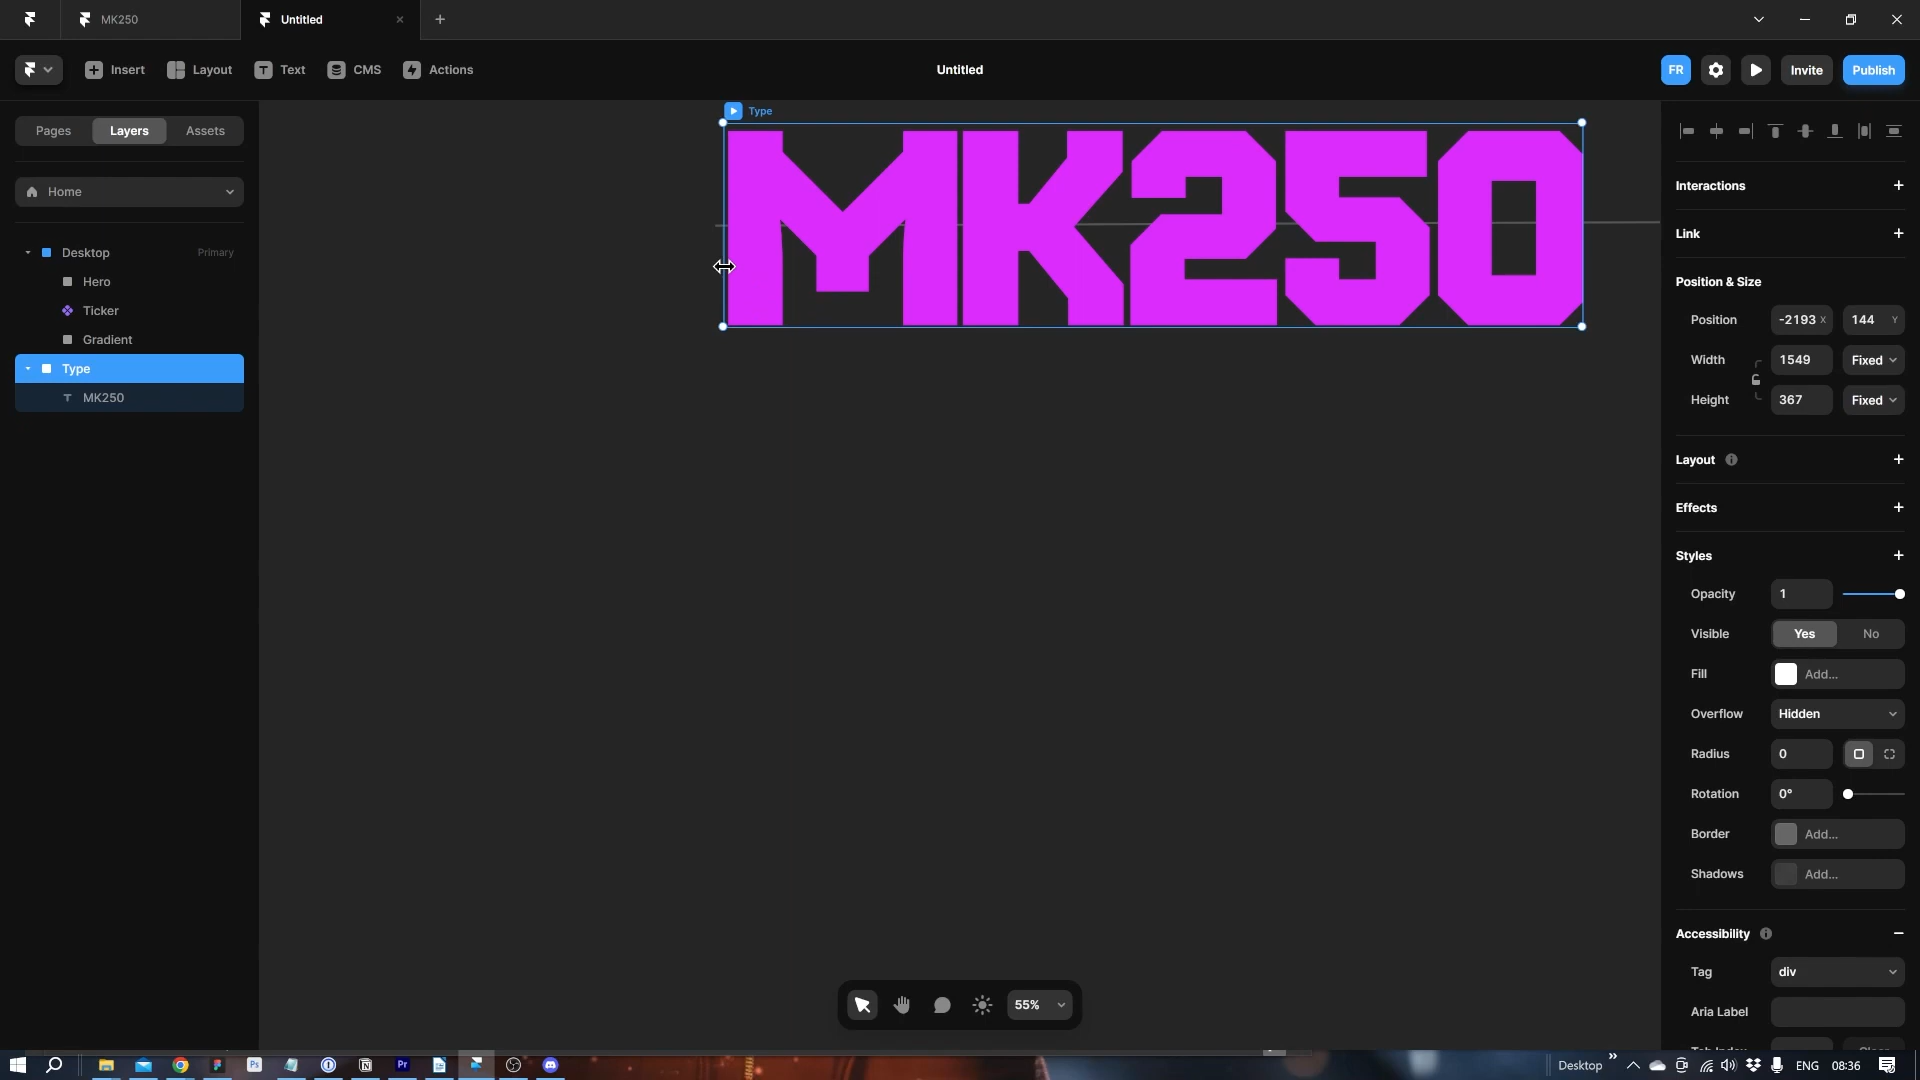 MK250
Untitled
Insert
Layout
Text
CMS
Actions
Untitled
FR
Invite
Publish
Pages
Layers
Assets
Home
Desktop
Primary
Hero
Ticker
Gradient
Type
MK250
Type
MK250
Interactions
Link
Position & Size
Position
-2193 X
144 Y
Width
1549
Fixed
Height
367
Fixed
Layout
Effects
Styles
Opacity
1
Visible
Yes
No
Fill
Add...
Overflow
Hidden
Radius
0
Rotation
0°
Border
Add...
Shadows
Add...
Accessibility
Tag
div
Aria Label
55%
Ps
Pr
Desktop
ENG
08:36